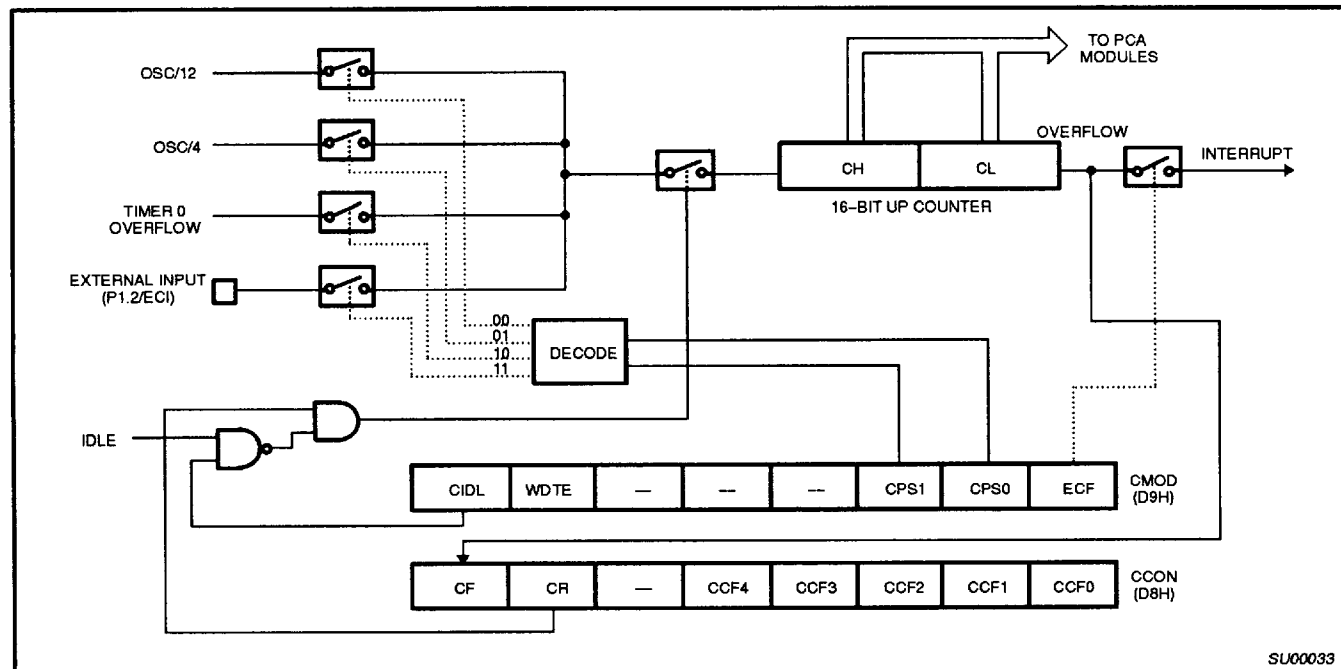 TO PCA
MODULES
OSC/12
OSC/4
OVERFLOW
INTERRUPT
CH
CL
16–BIT UP COUNTER
TIMER 0
OVERFLOW
EXTERNAL INPUT
(P1.2/ECI)
00
01
10
11
DECODE
IDLE
CIDL
WDTE
—
—
—
CPS1
CPS0
ECF
CMOD
(D9H)
CF
CR
—
CCF4
CCF3
CCF2
CCF1
CCF0
CCON
(D8H)
SU00033